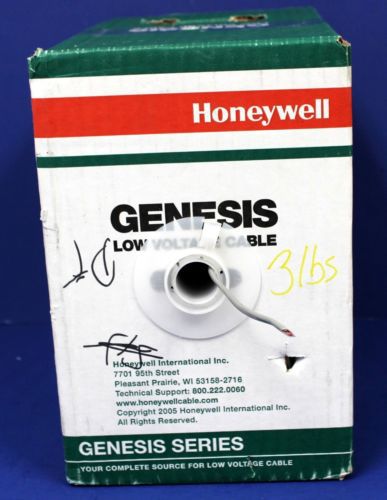 Honeywell
GENESIS
LOW VOLTAGE CABLE
3lbs
Honeywell International Inc.
7701 95th Street
Pleasant Prairie, WI 53158-2716
Technical Support: 800.222.0060
www.honeywellcable.com
Copyright 2005 Honeywell International Inc.
All Rights Reserved.
GENESIS SERIES
YOUR COMPLETE SOURCE FOR LOW VOLTAGE CABLE